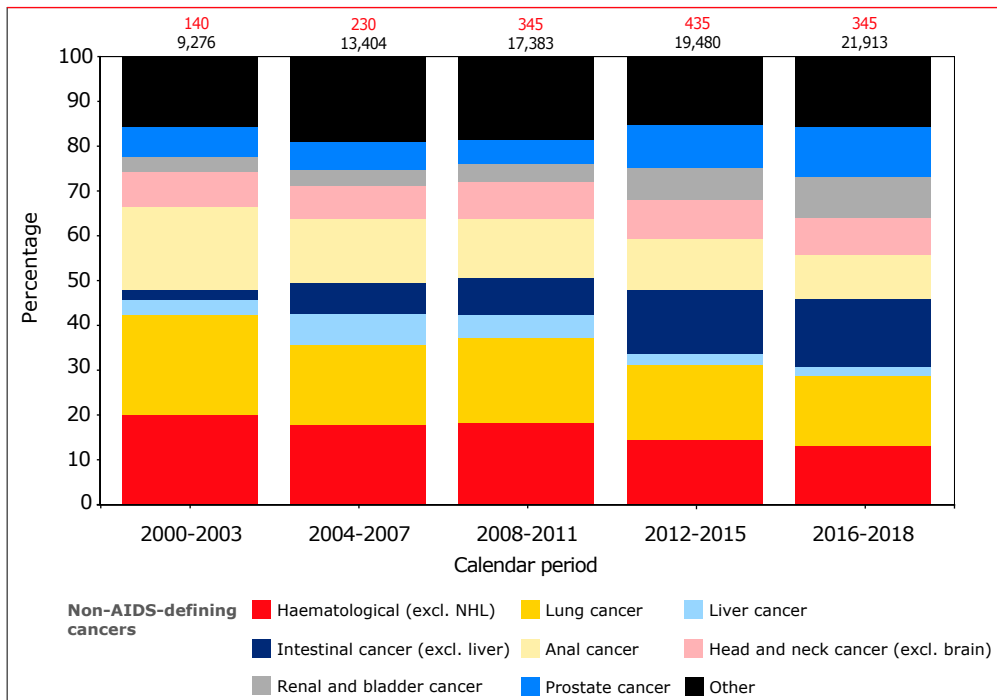 140 230 345 435 345
9,276 13,404 17,383 19,480 21,913
100
90
80
70
60
50
40
30
20
10
0
Percentage
2000-2003 2004-2007 2008-2011 2012-2015 2016-2018
Calendar period
Non-AIDS-defining
cancers
Haematological (excl. NHL) Lung cancer Liver cancer
Intestinal cancer (excl. liver) Anal cancer Head and neck cancer (excl. brain)
Renal and bladder cancer Prostate cancer Other